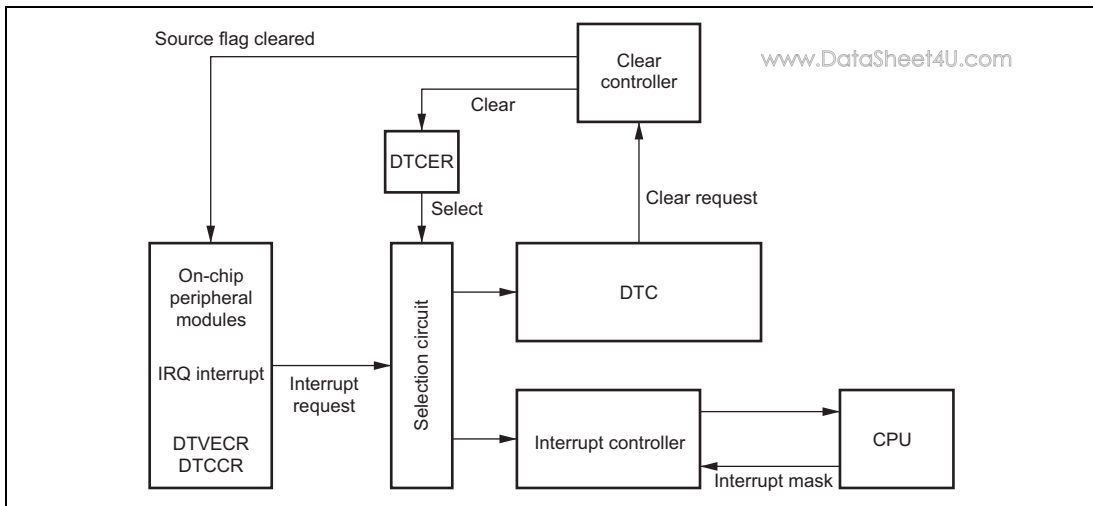 Source flag cleared
Clear
controller
www.DataSheet4U.com
Clear
DTCER
Clear request
Select
On-chip
peripheral
modules
IRQ interrupt
DTVECR
DTCCR
Interrupt
request
Selection circuit
DTC
Interrupt controller
CPU
Interrupt mask